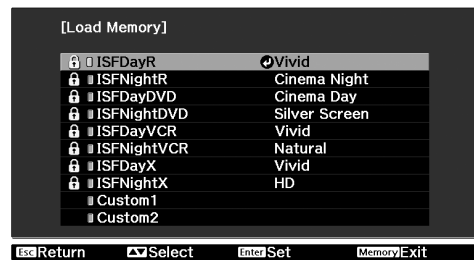 [Load Memory]
ISFDayR Vivid
ISFNightR Cinema Night
ISFDayDVD Cinema Day
ISFNightDVD Silver Screen
ISFDayVCR Vivid
ISFNightVCR Natural
ISFDayX Vivid
ISFNightX HD
Custom1
Custom2
Esc Return Select Enter Set Memory Exit